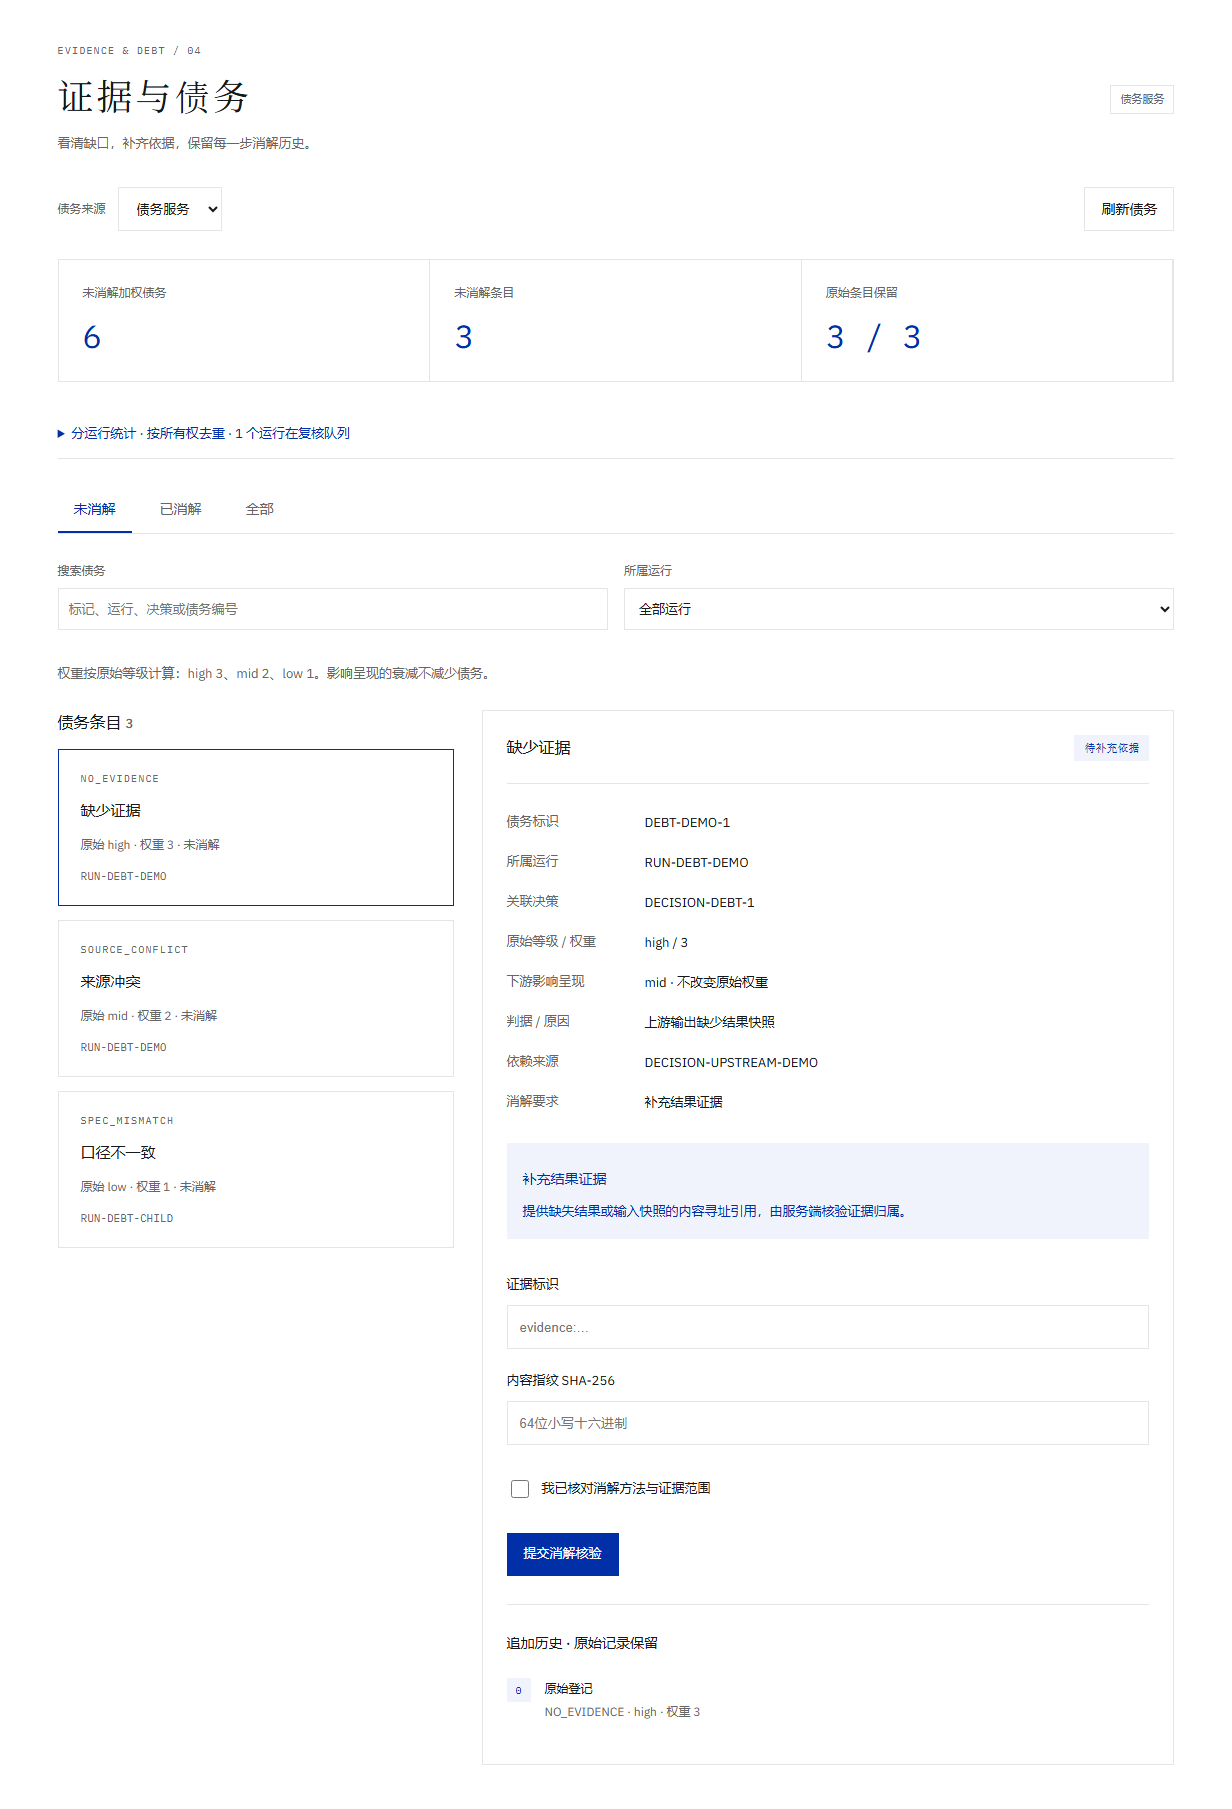 EVIDENCE & DEBT / 04
证据与债务
债务服务
看清缺口，补齐依据，保留每一步消解历史。
债务来源
债务服务
刷新债务
未消解加权债务
6
未消解条目
3
原始条目保留
3 / 3
分运行统计 · 按所有权去重 · 1 个运行在复核队列
未消解
已消解
全部
搜索债务
标记、运行、决策或债务编号
所属运行
全部运行
权重按原始等级计算：high 3、mid 2、low 1。影响呈现的衰减不减少债务。
债务条目 3
NO_EVIDENCE
缺少证据
原始 high · 权重 3 · 未消解
RUN-DEBT-DEMO
SOURCE_CONFLICT
来源冲突
原始 mid · 权重 2 · 未消解
RUN-DEBT-DEMO
SPEC_MISMATCH
口径不一致
原始 low · 权重 1 · 未消解
RUN-DEBT-CHILD
缺少证据
待补充依据
债务标识 DEBT-DEMO-1
所属运行 RUN-DEBT-DEMO
关联决策 DECISION-DEBT-1
原始等级 / 权重 high / 3
下游影响呈现 mid · 不改变原始权重
判据 / 原因 上游输出缺少结果快照
依赖来源 DECISION-UPSTREAM-DEMO
消解要求 补充结果证据
补充结果证据
提供缺失结果或输入快照的内容寻址引用，由服务端核验证据归属。
证据标识
evidence:...
内容指纹 SHA-256
64位小写十六进制
我已核对消解方法与证据范围
提交消解核验
追加历史 · 原始记录保留
0 原始登记
NO_EVIDENCE · high · 权重 3